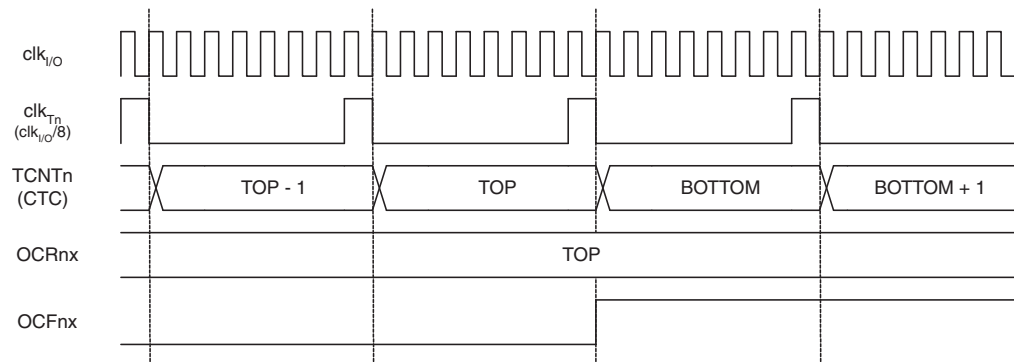 clkI/O
clkTn
(clkI/O/8)
TCNTn
(CTC)
TOP - 1
TOP
BOTTOM
BOTTOM + 1
OCRnx
TOP
OCFnx